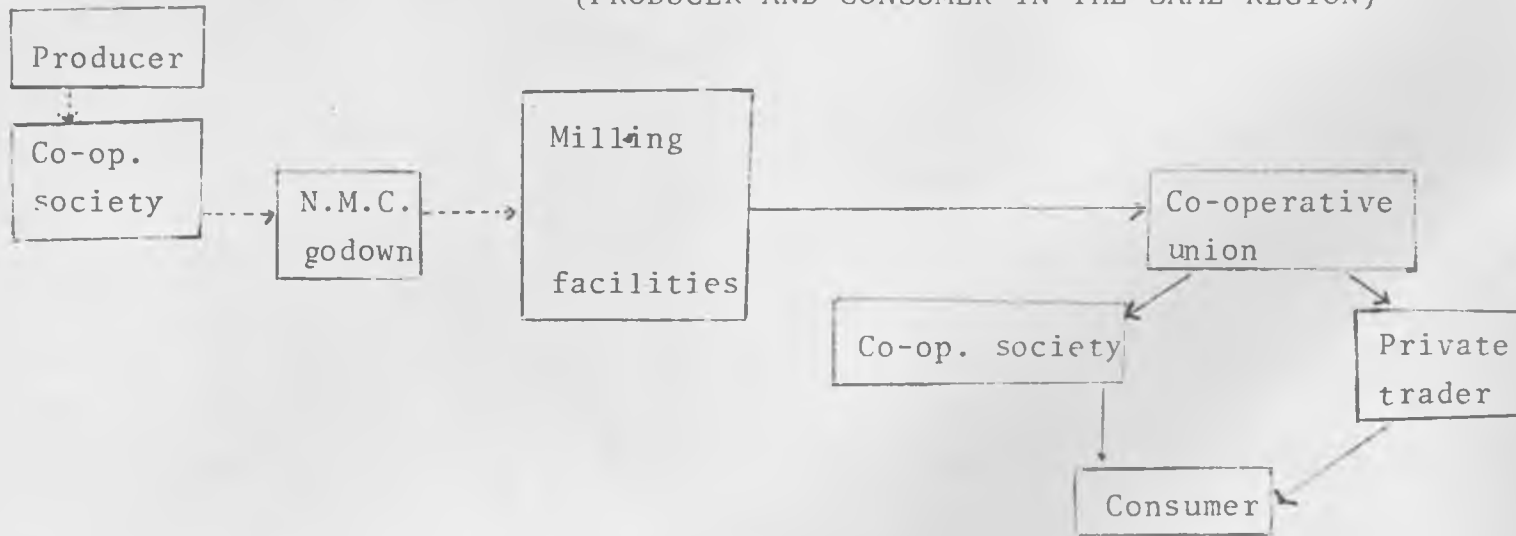 (PRODUCER AND CONSUMER IN THE SAME REGION)
Producer
Co-op.
society
N.M.C.
godown
Milling
facilities
Co-operative
union
Co-op. society
Private
trader
Consumer